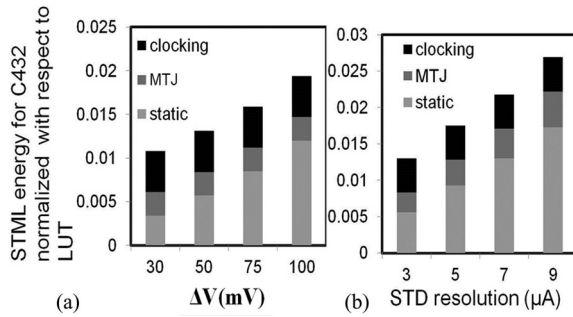 STML energy for C432
normalized with respect to
LUT
0.025
0.02
0.015
0.01
0.005
0
clocking
MTJ
static
30 50 75 100
(a) ΔV(mV)
0.03
0.025
0.02
0.015
0.01
0.005
0
clocking
MTJ
static
3 5 7 9
(b) STD resolution (μA)